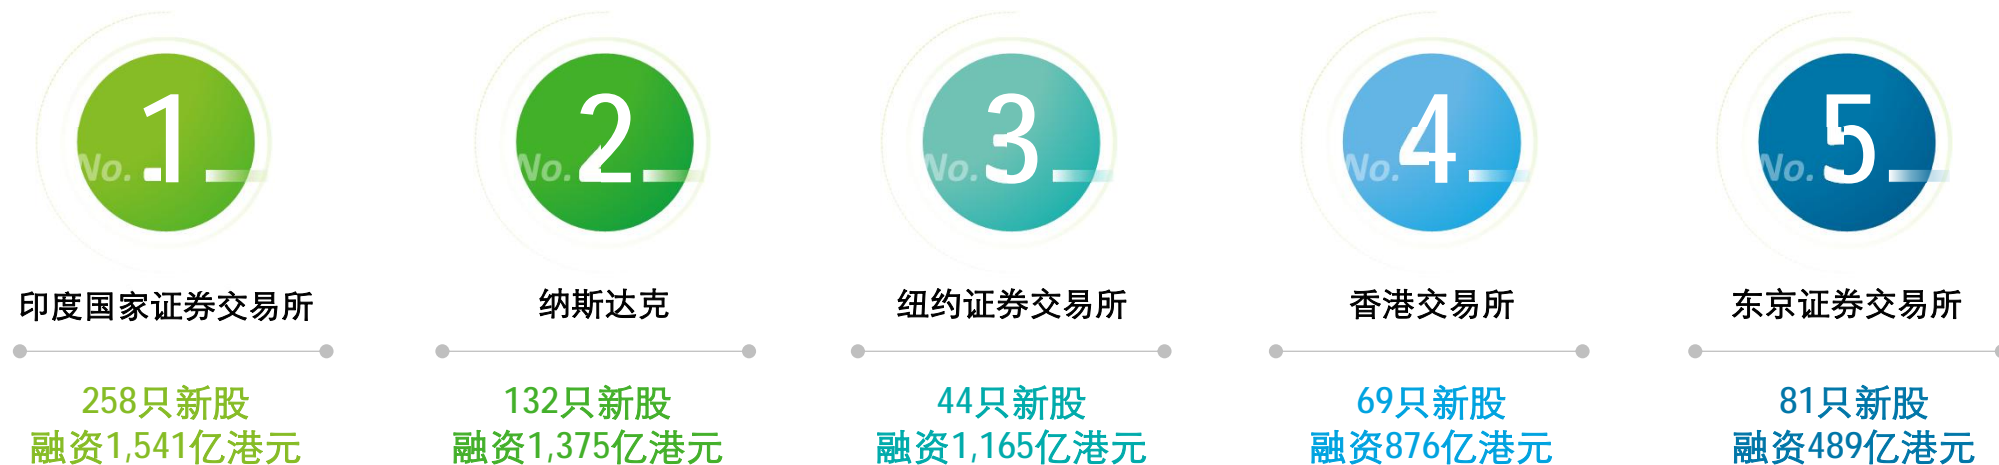 No. 1
印度国家证券交易所
258只新股
融资1,541亿港元
No. 2
纳斯达克
132只新股
融资1,375亿港元
No. 3
纽约证券交易所
44只新股
融资1,165亿港元
No. 4
香港交易所
69只新股
融资876亿港元
No. 5
东京证券交易所
81只新股
融资489亿港元